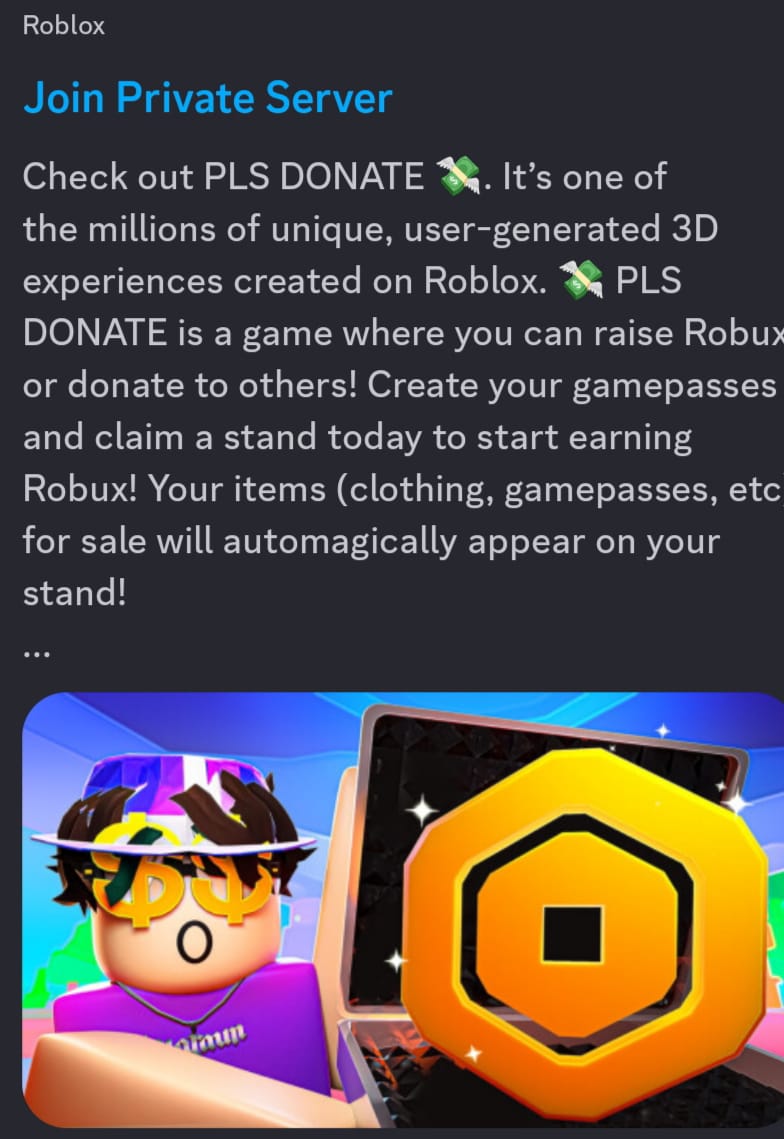 Roblox
Join Private Server
Check out PLS DONATE 💸. It’s one of
the millions of unique, user-generated 3D
experiences created on Roblox. 💸 PLS
DONATE is a game where you can raise Robux
or donate to others! Create your gamepasses
and claim a stand today to start earning
Robux! Your items (clothing, gamepasses, etc
for sale will automagically appear on your
stand!
...